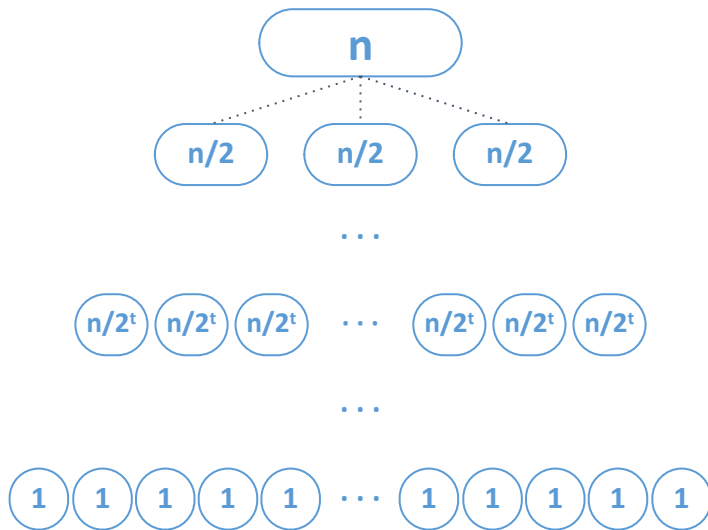 n
n/2 n/2 n/2
...
n/2ᵗ n/2ᵗ n/2ᵗ ... n/2ᵗ n/2ᵗ n/2ᵗ
...
1 1 1 1 1 ... 1 1 1 1 1